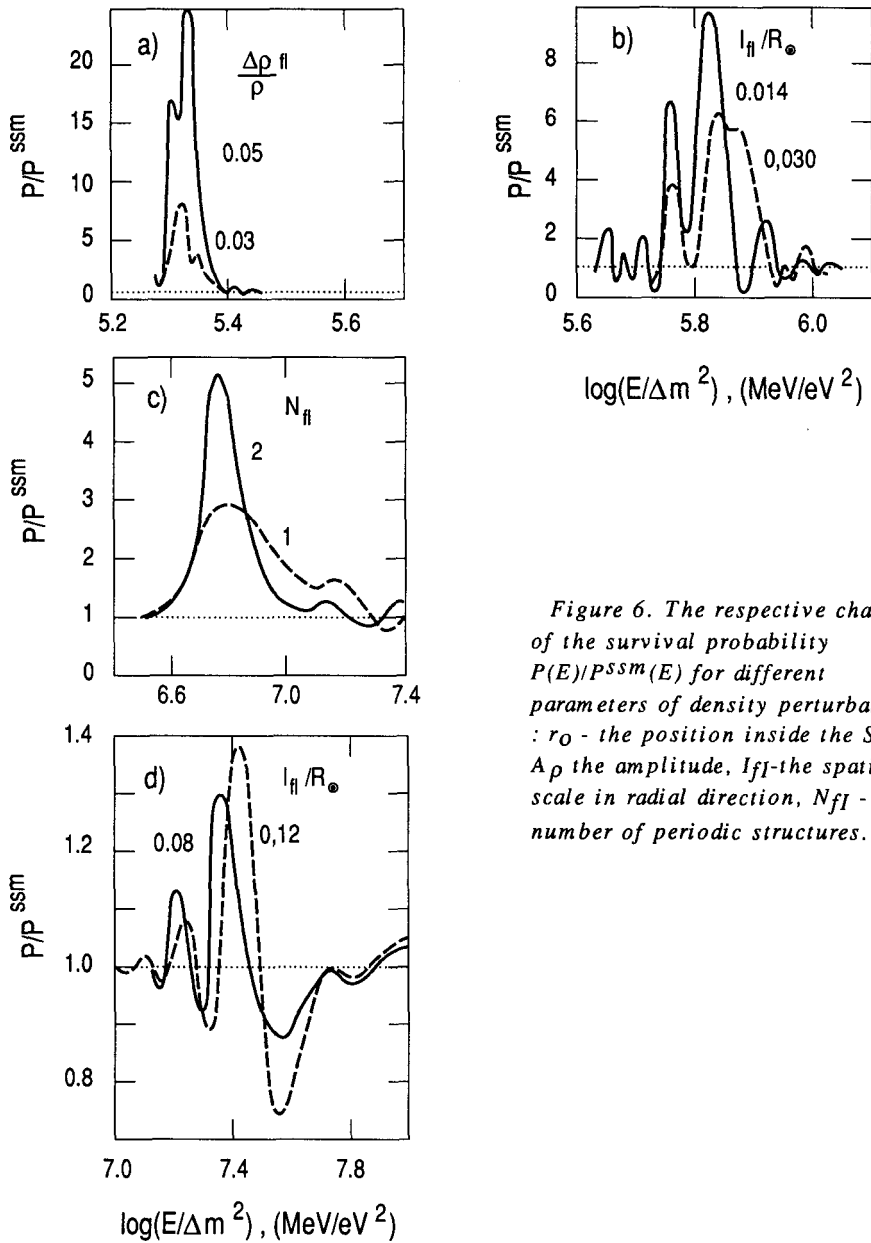 a)
Δρ fl
ρ
0.05
0.03
P/P ssm
20
15
10
5
0
5.2
5.4
5.6
b)
l fl /R⊙
0.014
0,030
P/P ssm
8
6
4
2
0
5.6
5.8
6.0
log(E/Δm 2) , (MeV/eV 2)
c)
N fl
2
1
P/P ssm
5
4
3
2
1
0
6.6
7.0
7.4
d)
l fl /R⊙
0.08
0,12
P/P ssm
1.4
1.2
1.0
0.8
7.0
7.4
7.8
log(E/Δm 2) , (MeV/eV 2)
Figure 6. The respective cha
of the survival probability
P(E)/Pssm(E) for different
parameters of density perturba
: ro - the position inside the S
Aρ the amplitude, IfI-the spati
scale in radial direction, NfI -
number of periodic structures.